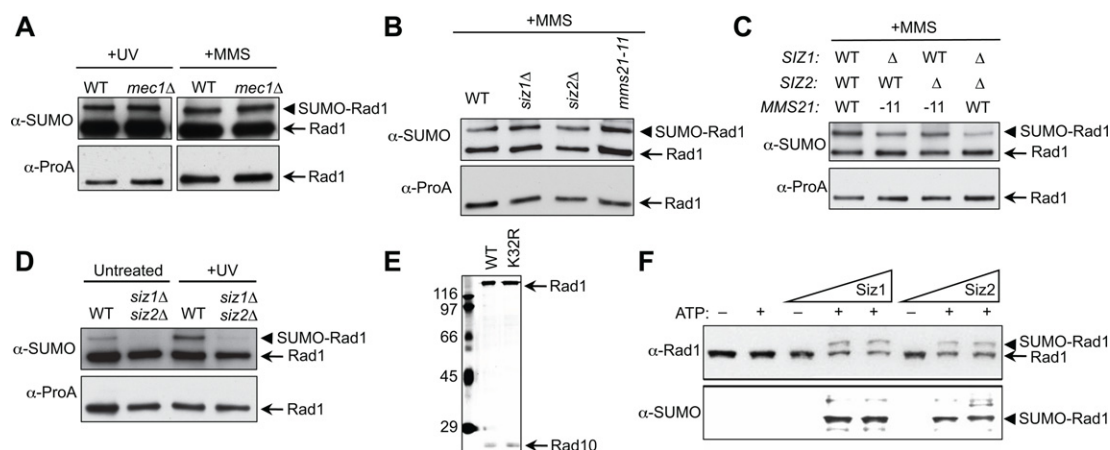 A
+UV +MMS
WT mec1Δ WT mec1Δ
α-SUMO
SUMO-Rad1
Rad1
α-ProA
Rad1
B
+MMS
WT siz1Δ siz2Δ mms21-11
α-SUMO
SUMO-Rad1
Rad1
α-ProA
Rad1
C
+MMS
SIZ1: WT Δ WT Δ
SIZ2: WT WT Δ Δ
MMS21: WT -11 -11 WT
α-SUMO
SUMO-Rad1
Rad1
α-ProA
Rad1
D
Untreated +UV
WT siz1Δ siz2Δ WT siz1Δ siz2Δ
α-SUMO
SUMO-Rad1
Rad1
α-ProA
Rad1
E
WT K32R
Rad1
116
97
66
45
29
Rad10
F
Siz1 Siz2
ATP: – + – + + – + +
α-Rad1
SUMO-Rad1
Rad1
α-SUMO
SUMO-Rad1